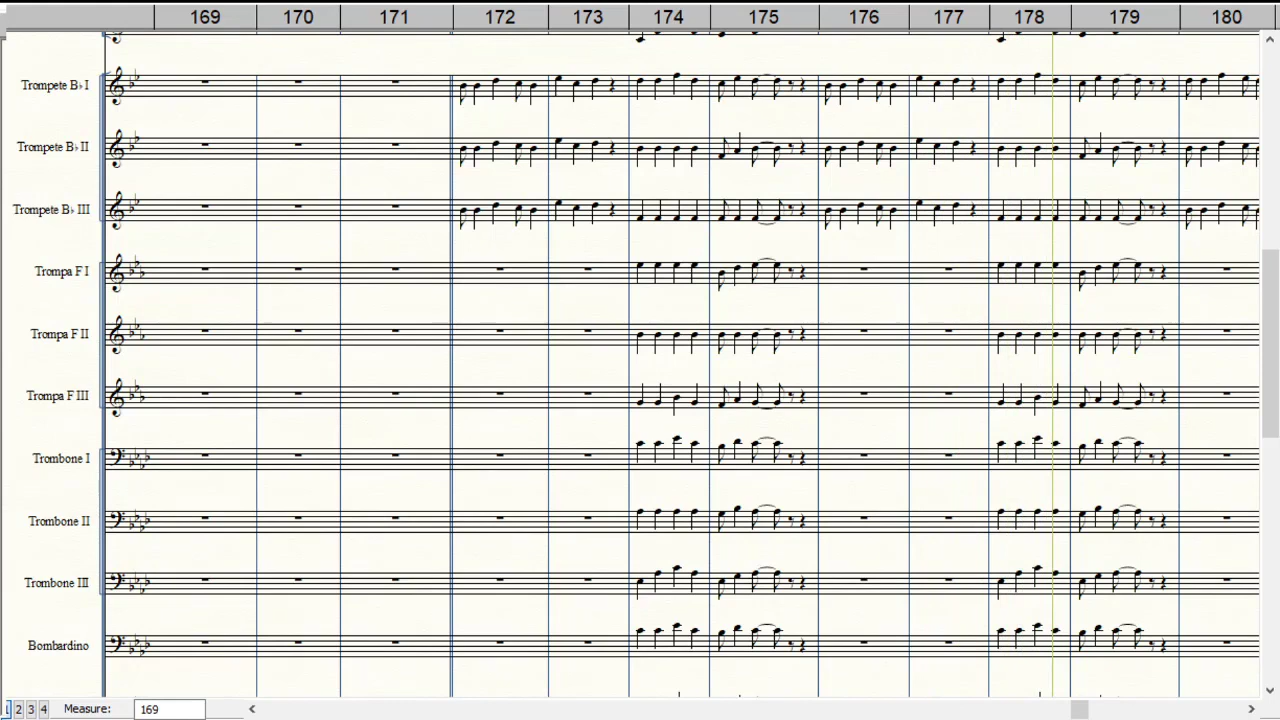 169 170 171 172 173 174 175 176 177 178 179 180
Trompete B♭ I
Trompete B♭ II
Trompete B♭ III
Trompa F I
Trompa F II
Trompa F III
Trombone I
Trombone II
Trombone III
Bombardino
1 2 3 4 Measure: 169